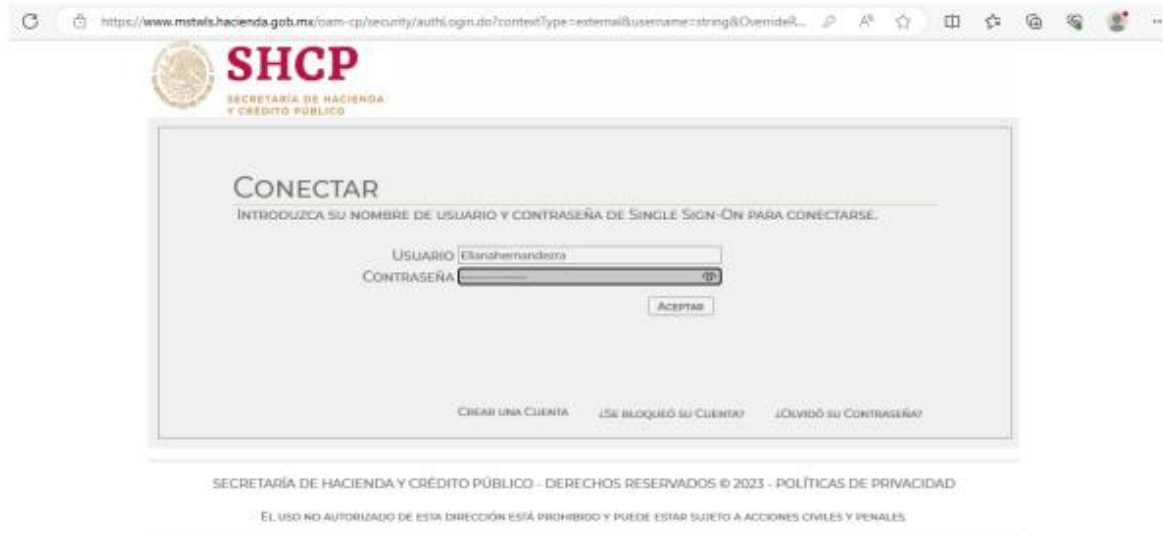 https://www.mstwls.hacienda.gob.mx/oam-cp/security/authLogin.do?contextType=external&username=string&OverrideR...
SHCP
SECRETARÍA DE HACIENDA
Y CRÉDITO PÚBLICO
CONECTAR
INTRODUZCA SU NOMBRE DE USUARIO Y CONTRASEÑA DE SINGLE SIGN-ON PARA CONECTARSE.
USUARIO Elianahernandezra
CONTRASEÑA
ACEPTAR
CREAR UNA CUENTA ¿SE BLOQUEÓ SU CUENTA? ¿OLVIDÓ SU CONTRASEÑA?
SECRETARÍA DE HACIENDA Y CRÉDITO PÚBLICO - DERECHOS RESERVADOS © 2023 - POLÍTICAS DE PRIVACIDAD
EL USO NO AUTORIZADO DE ESTA DIRECCIÓN ESTÁ PROHIBIDO Y PUEDE ESTAR SUJETO A ACCIONES CIVILES Y PENALES.